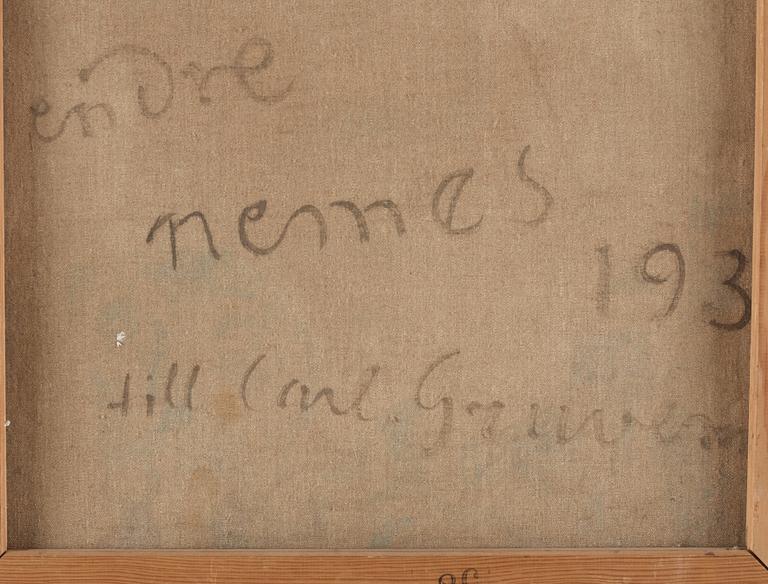 endre
nemes
193
till Carl